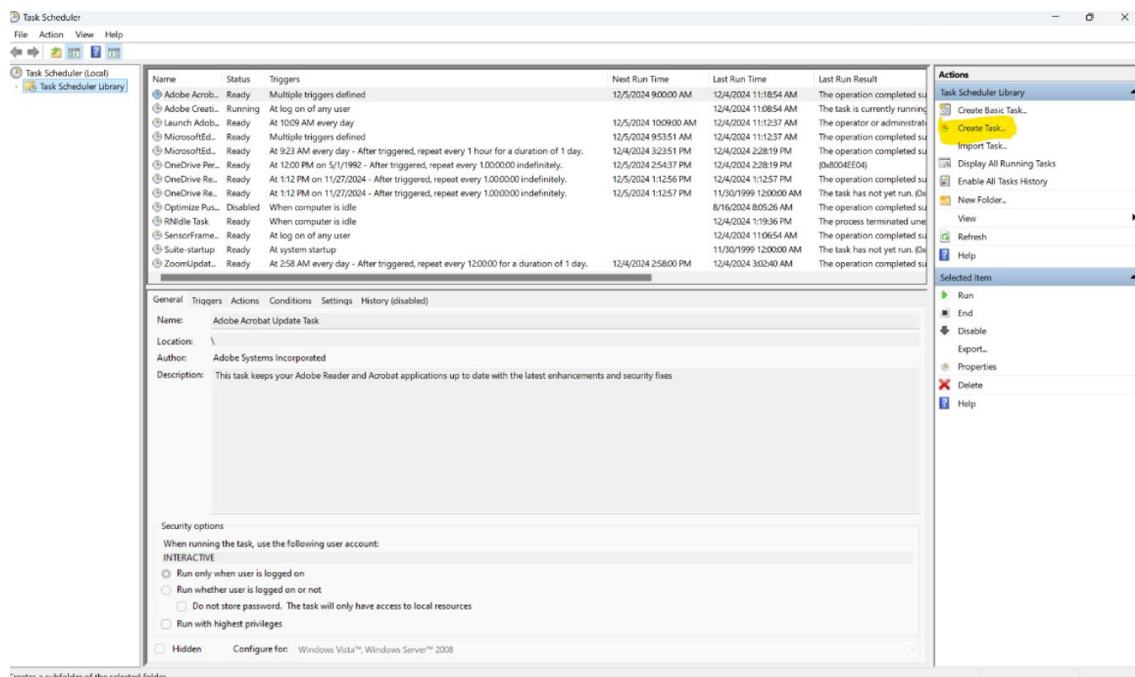 Task Scheduler
File Action View Help
Task Scheduler (Local)
Task Scheduler Library
Name Status Triggers Next Run Time Last Run Time Last Run Result
Adobe Acrob... Ready Multiple triggers defined 12/5/2024 9:00:00 AM 12/4/2024 11:18:54 AM The operation completed su
Adobe Creati... Running At log on of any user 12/4/2024 11:08:54 AM The task is currently running
Launch Adob... Ready At 10:09 AM every day 12/5/2024 10:09:00 AM 12/4/2024 11:12:37 AM The operator or administrat
MicrosoftEd... Ready Multiple triggers defined 12/5/2024 9:53:51 AM 12/4/2024 11:12:37 AM The operation completed su
MicrosoftEd... Ready At 9:23 AM every day - After triggered, repeat every 1 hour for a duration of 1 day. 12/4/2024 3:23:51 PM 12/4/2024 2:28:19 PM The operation completed su
OneDrive Per... Ready At 12:00 PM on 5/1/1992 - After triggered, repeat every 1.00:00:00 indefinitely. 12/5/2024 2:54:37 PM 12/4/2024 2:28:19 PM (0x8004EE04)
OneDrive Re... Ready At 1:12 PM on 11/27/2024 - After triggered, repeat every 1.00:00:00 indefinitely. 12/5/2024 1:12:56 PM 12/4/2024 1:12:57 PM The operation completed su
OneDrive Re... Ready At 1:12 PM on 11/27/2024 - After triggered, repeat every 1.00:00:00 indefinitely. 12/5/2024 1:12:57 PM 11/30/1999 12:00:00 AM The task has not yet run. (0x
Optimize Pus... Disabled When computer is idle 8/16/2024 8:05:26 AM The operation completed su
RNIdle Task Ready When computer is idle 12/4/2024 1:19:36 PM The process terminated une
SensorFrame... Ready At log on of any user 12/4/2024 11:06:54 AM The operation completed su
Suite-startup Ready At system startup 11/30/1999 12:00:00 AM The task has not yet run. (0x
ZoomUpdat... Ready At 2:58 AM every day - After triggered, repeat every 12:00:00 for a duration of 1 day. 12/4/2024 2:58:00 PM 12/4/2024 3:02:40 AM The operation completed su
General Triggers Actions Conditions Settings History (disabled)
Name: Adobe Acrobat Update Task
Location: \
Author: Adobe Systems Incorporated
Description: This task keeps your Adobe Reader and Acrobat applications up to date with the latest enhancements and security fixes
Security options
When running the task, use the following user account:
INTERACTIVE
Run only when user is logged on
Run whether user is logged on or not
Do not store password. The task will only have access to local resources
Run with highest privileges
Hidden Configure for: Windows Vista™, Windows Server™ 2008
Actions
Task Scheduler Library
Create Basic Task...
Create Task...
Import Task...
Display All Running Tasks
Enable All Tasks History
New Folder...
View
Refresh
Help
Selected Item
Run
End
Disable
Export...
Properties
Delete
Help
Creates a subfolder of the selected folder.